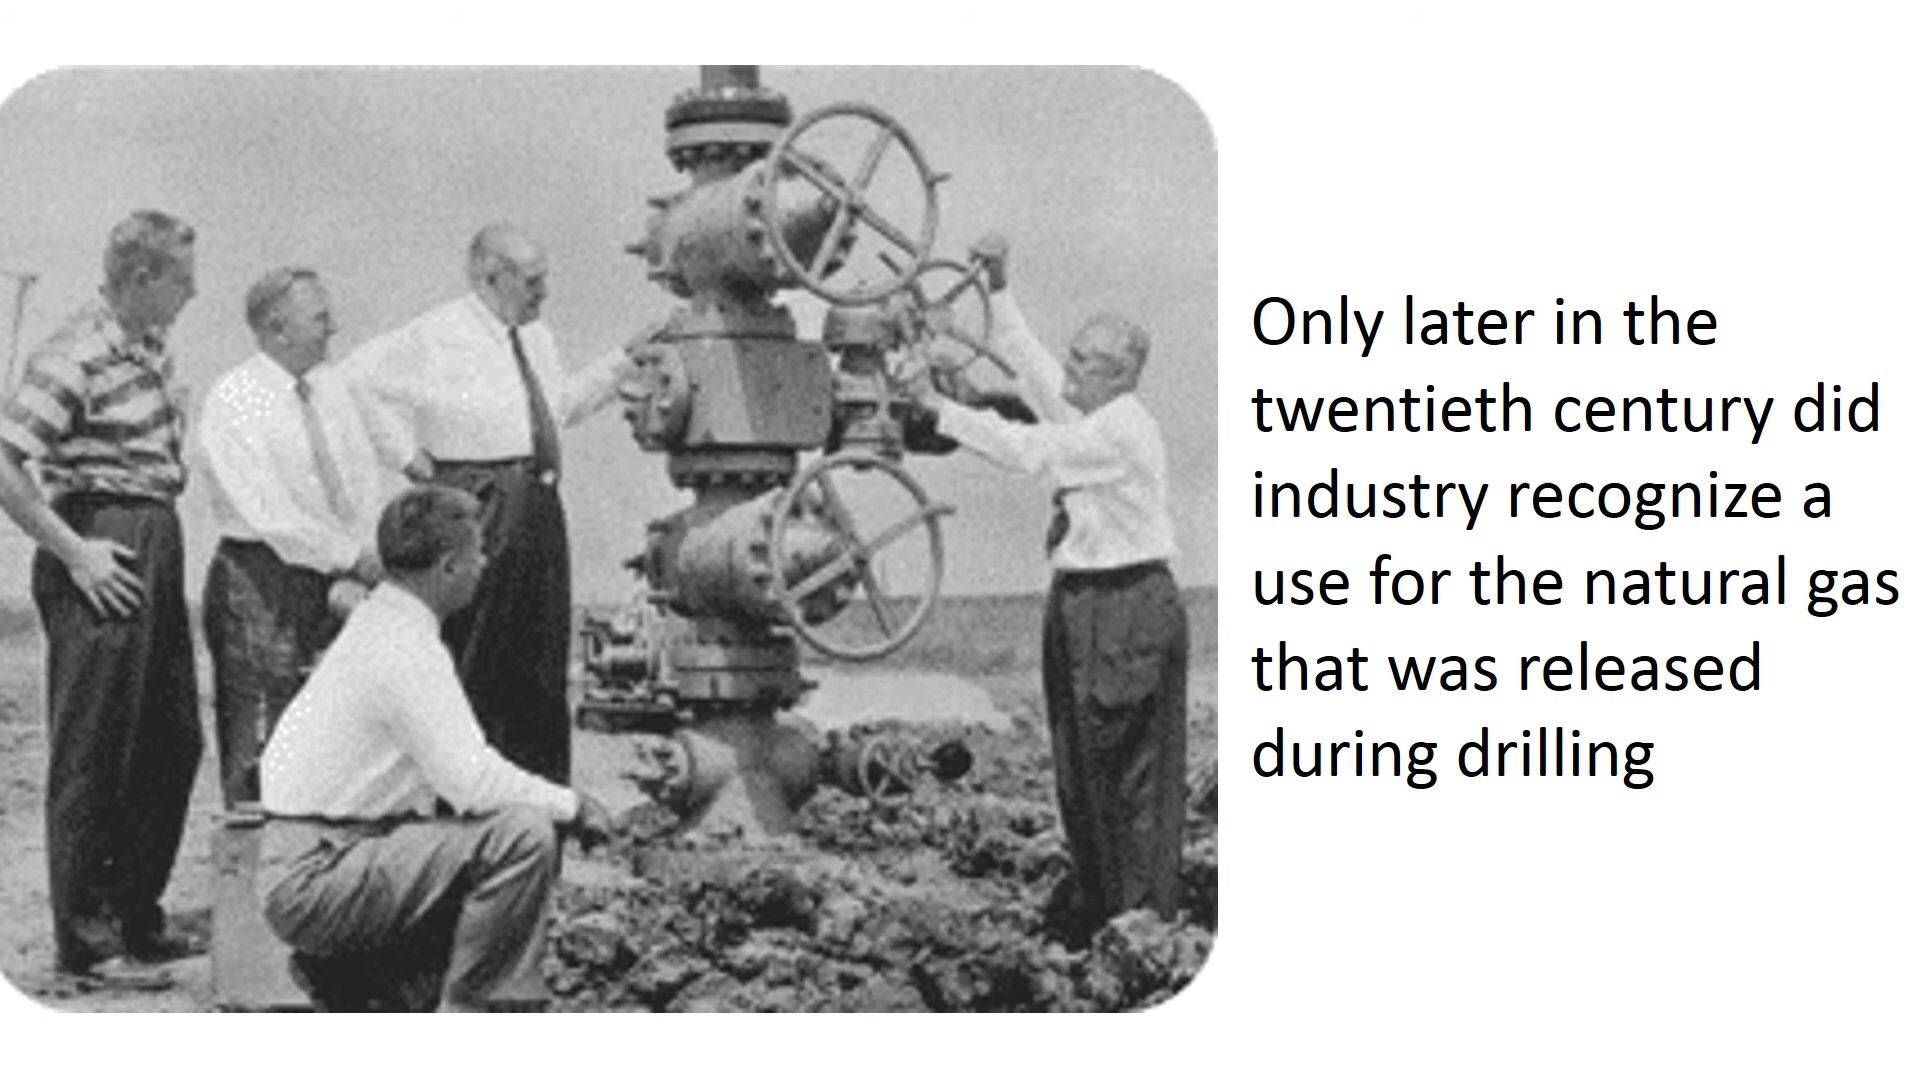 Only later in the
twentieth century did
industry recognize a
use for the natural gas
that was released
during drilling